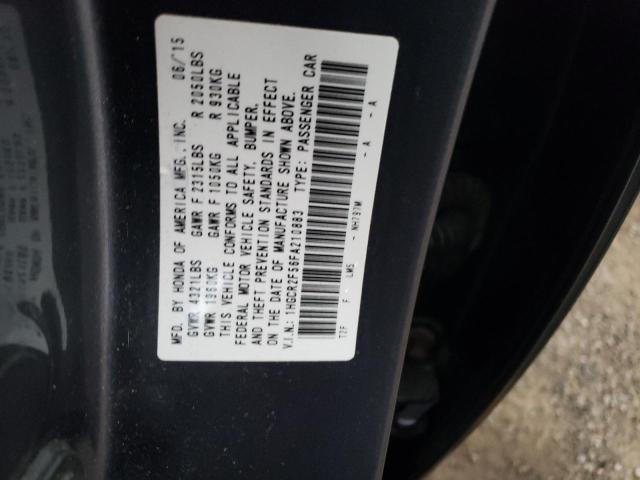 MFD. BY HONDA OF AMERICA MFG., INC. 06/15
GVWR 4321LBS GAWR F 2315LBS R 2050LBS
GVWR 1960KG GAWR F 1050KG R 930KG
THIS VEHICLE CONFORMS TO ALL APPLICABLE
FEDERAL MOTOR VEHICLE SAFETY, BUMPER,
AND THEFT PREVENTION STANDARDS IN EFFECT
ON THE DATE OF MANUFACTURE SHOWN ABOVE.
V.I.N.: 1HGCR2F56FA210883 TYPE: PASSENGER CAR
T2F F - LM5 - NH797M - A - A